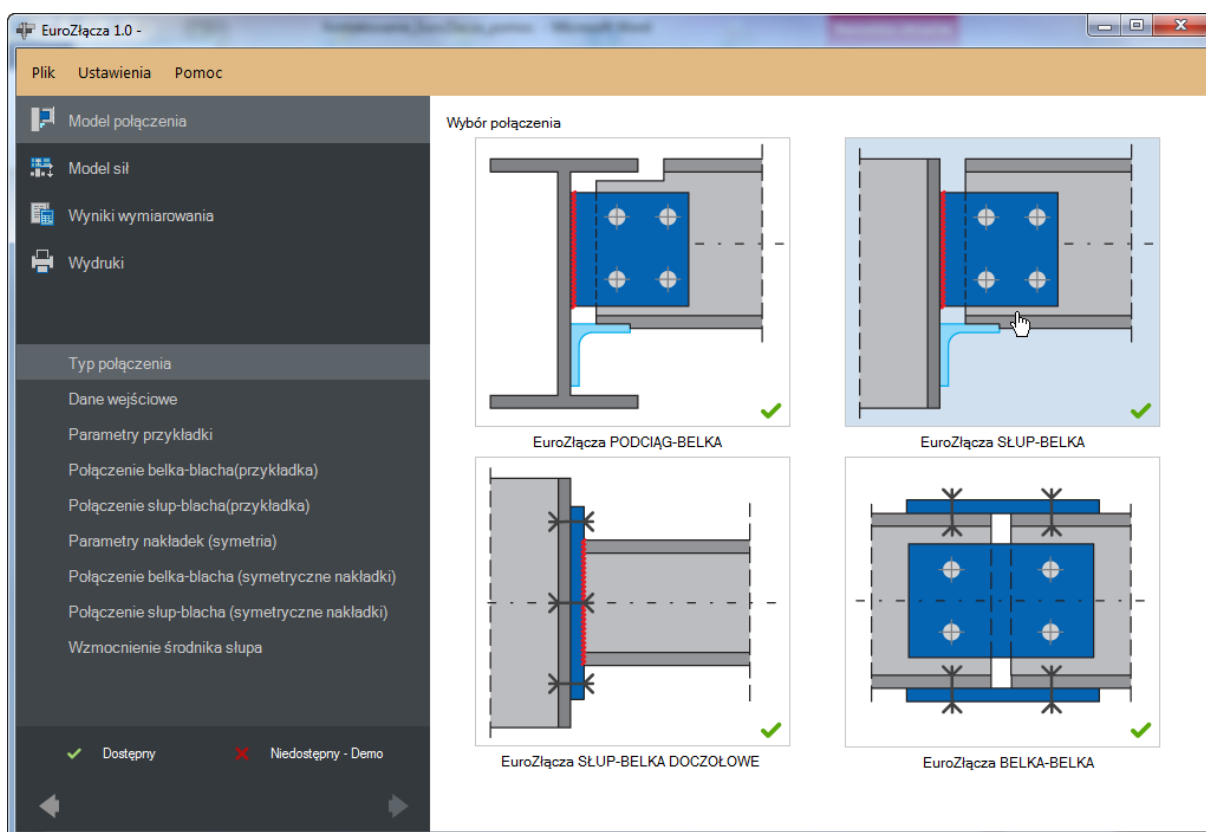 EuroZłącza 1.0 -
Plik Ustawienia Pomoc
Model połączenia
Model sił
Wyniki wymiarowania
Wydruki
Typ połączenia
Dane wejściowe
Parametry przykładki
Połączenie belka-blacha(przykładka)
Połączenie słup-blacha(przykładka)
Parametry nakładek (symetria)
Połączenie belka-blacha (symetryczne nakładki)
Połączenie słup-blacha (symetryczne nakładki)
Wzmocnienie środnika słupa
Dostępny Niedostępny - Demo
Wybór połączenia
EuroZłącza PODCIĄG-BELKA
EuroZłącza SŁUP-BELKA
EuroZłącza SŁUP-BELKA DOCZOŁOWE
EuroZłącza BELKA-BELKA